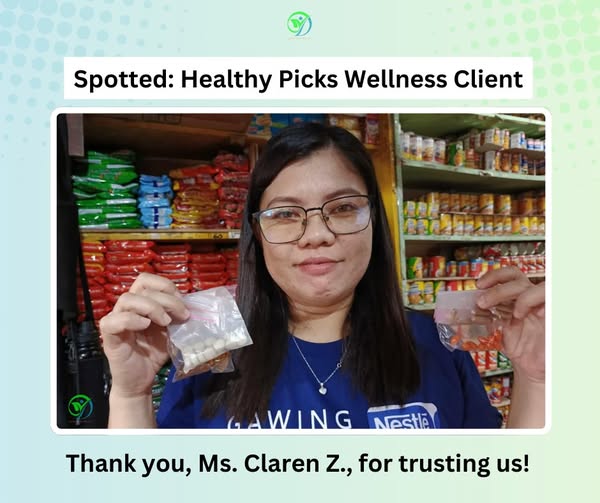 Spotted: Healthy Picks Wellness Client
GAWING
Nestlé
Thank you, Ms. Claren Z., for trusting us!